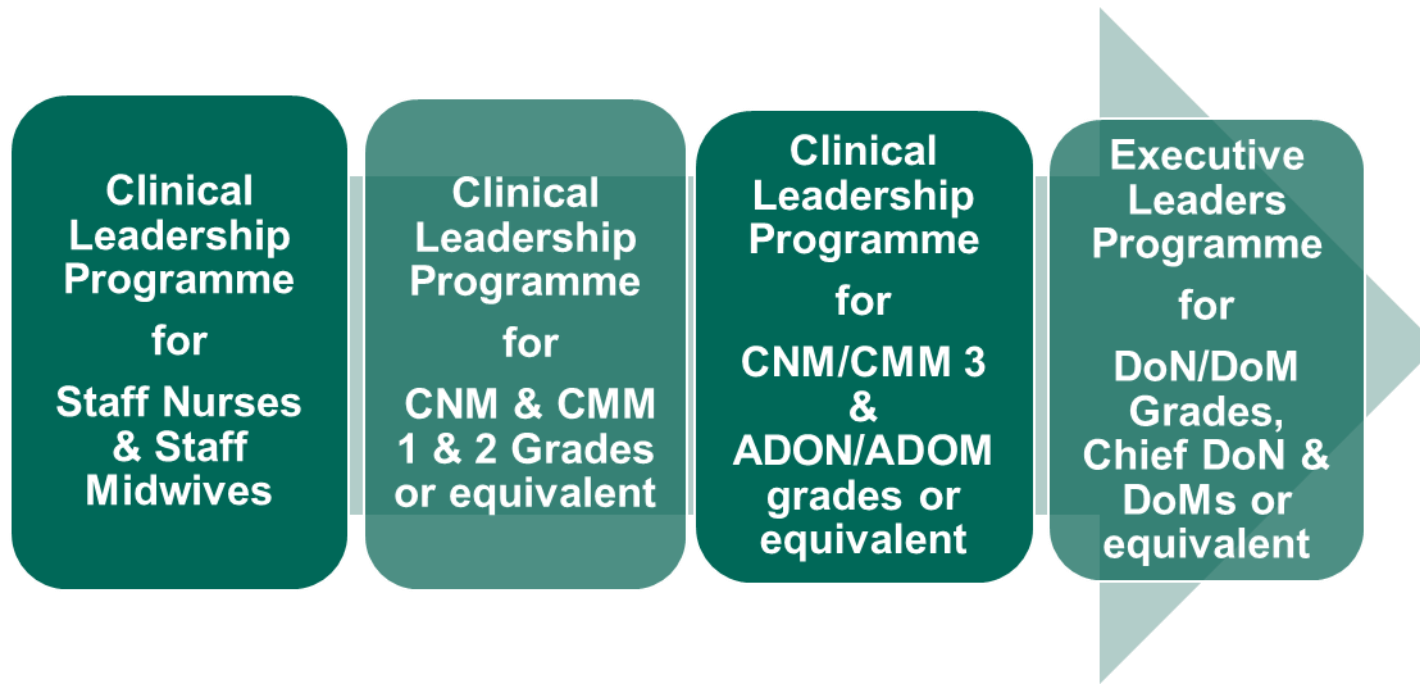 Clinical
Leadership
Programme
for
Staff Nurses
& Staff
Midwives
Clinical
Leadership
Programme
for
CNM & CMM
1 & 2 Grades
or equivalent
Clinical
Leadership
Programme
for
CNM/CMM 3
&
ADON/ADOM
grades or
equivalent
Executive
Leaders
Programme
for
DoN/DoM
Grades,
Chief DoN &
DoMs or
equivalent